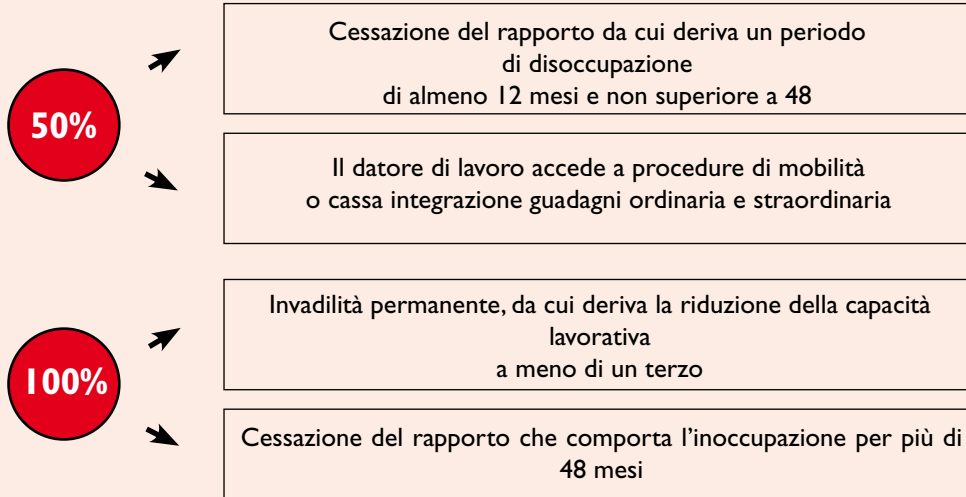 50%
Cessazione del rapporto da cui deriva un periodo
di disoccupazione
di almeno 12 mesi e non superiore a 48
Il datore di lavoro accede a procedure di mobilità
o cassa integrazione guadagni ordinaria e straordinaria
100%
Invadilità permanente, da cui deriva la riduzione della capacità
lavorativa
a meno di un terzo
Cessazione del rapporto che comporta l'inoccupazione per più di
48 mesi